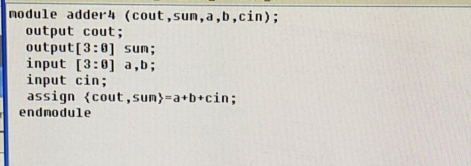 module adder4 (cout,sum,a,b,cin);
output cout;
output[3:0] sum;
input [3:0] a,b;
input cin;
assign {cout,sum}=a+b+cin;
endmodule